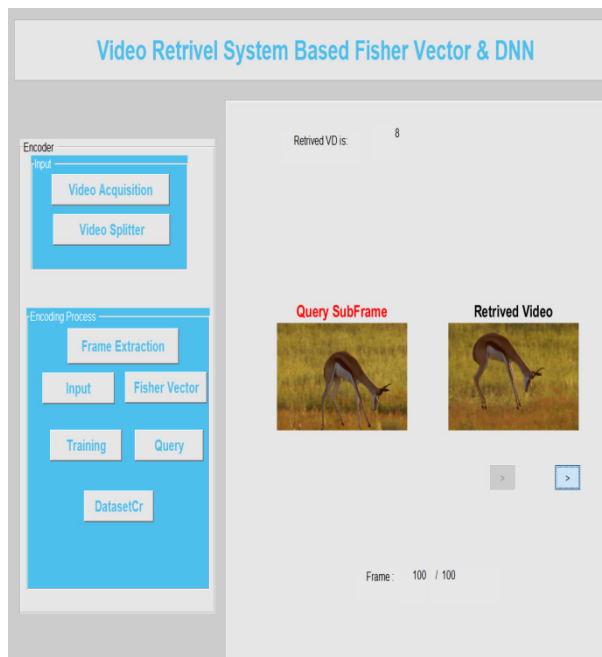 Video Retrivel System Based Fisher Vector & DNN
Encoder
Input
Video Acquisition
Video Splitter
Encoding Process
Frame Extraction
Input
Fisher Vector
Training
Query
DatasetCr
Retrived VD is:
8
Query SubFrame
Retrived Video
>
>
Frame :
100
/ 100